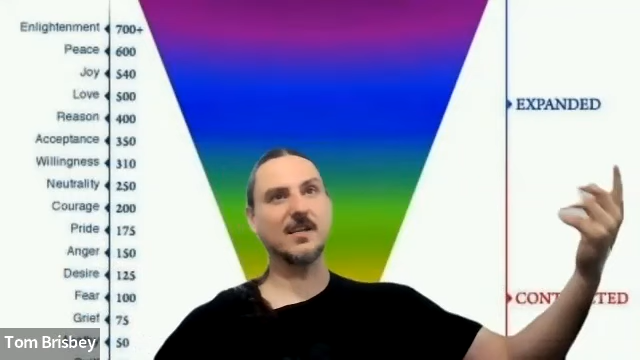 Enlightenment 700+
Peace 600
Joy 540
Love 500
Reason 400
Acceptance 350
Willingness 310
Neutrality 250
Courage 200
Pride 175
Anger 150
Desire 125
Fear 100
Grief 75
50
EXPANDED
Tom Brisbey